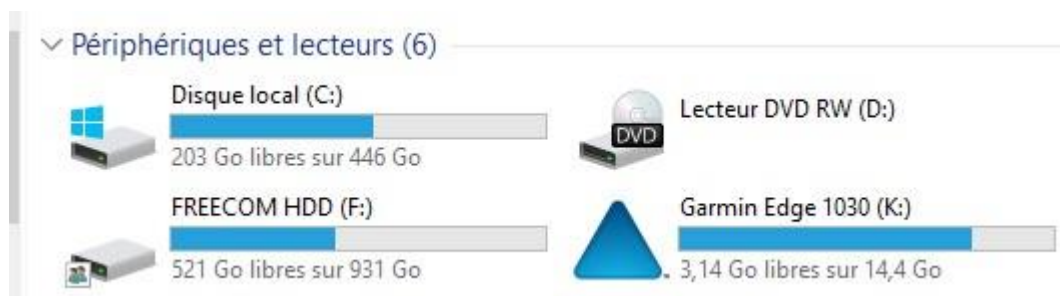 Périphériques et lecteurs (6)
Disque local (C:)
203 Go libres sur 446 Go
Lecteur DVD RW (D:)
DVD
FREECOM HDD (F:)
521 Go libres sur 931 Go
Garmin Edge 1030 (K:)
3,14 Go libres sur 14,4 Go